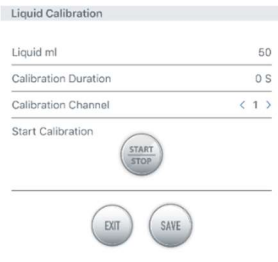 Liquid Calibration
Liquid ml 50
Calibration Duration 0 S
Calibration Channel < 1 >
Start Calibration
START
STOP
EXIT SAVE